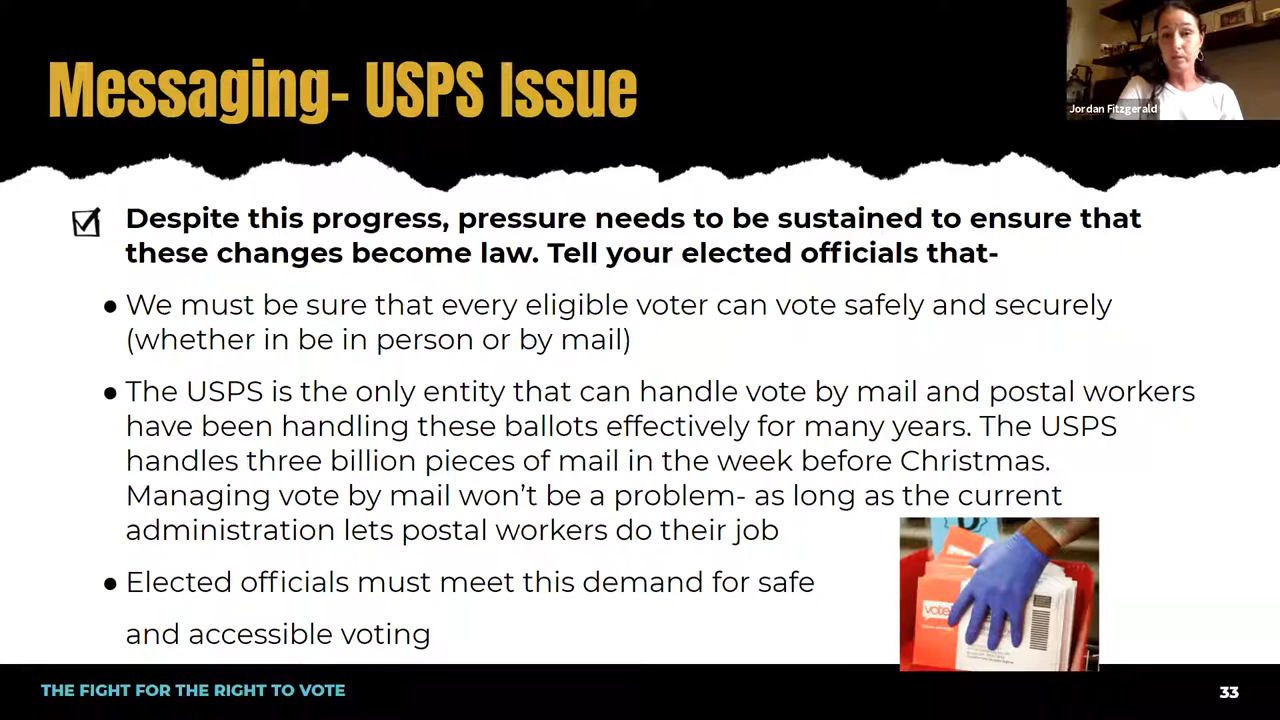 Messaging- USPS Issue
Jordan Fitzgerald
Despite this progress, pressure needs to be sustained to ensure that
these changes become law. Tell your elected officials that-
● We must be sure that every eligible voter can vote safely and securely
(whether in be in person or by mail)
● The USPS is the only entity that can handle vote by mail and postal workers
have been handling these ballots effectively for many years. The USPS
handles three billion pieces of mail in the week before Christmas.
Managing vote by mail won’t be a problem- as long as the current
administration lets postal workers do their job
● Elected officials must meet this demand for safe
and accessible voting
vote
THE FIGHT FOR THE RIGHT TO VOTE
33